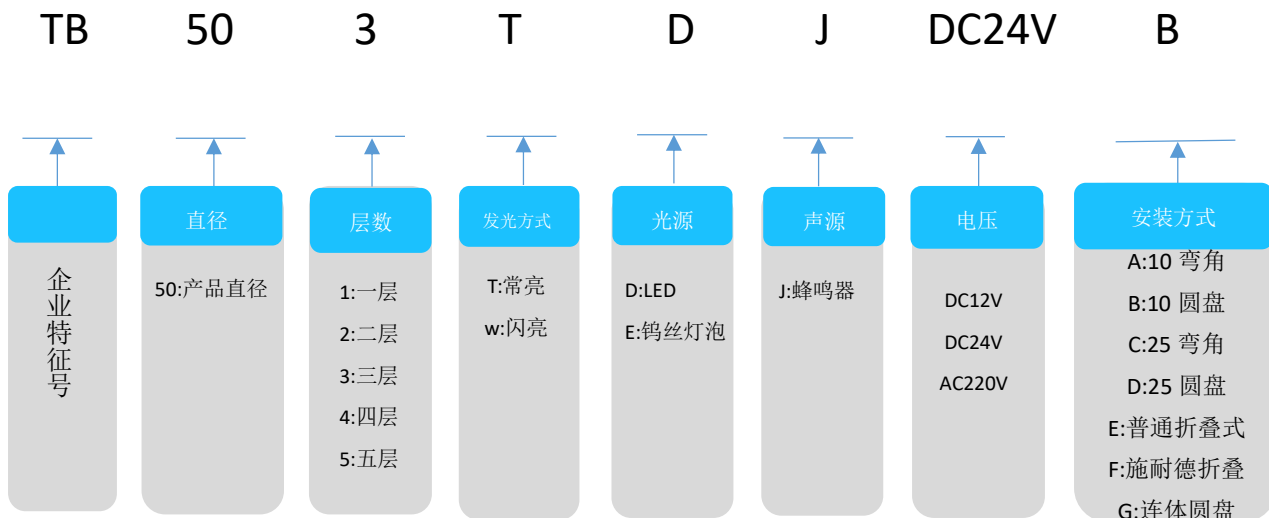 TB 50 3 T D J DC24V B
直径 层数 发光方式 光源 声源 电压 安装方式
企业特征号
50:产品直径
1:一层
2:二层
3:三层
4:四层
5:五层
T:常亮
w:闪亮
D:LED
E:钨丝灯泡
J:蜂鸣器
DC12V
DC24V
AC220V
A:10 弯角
B:10 圆盘
C:25 弯角
D:25 圆盘
E:普通折叠式
F:施耐德折叠
G:连体圆盘